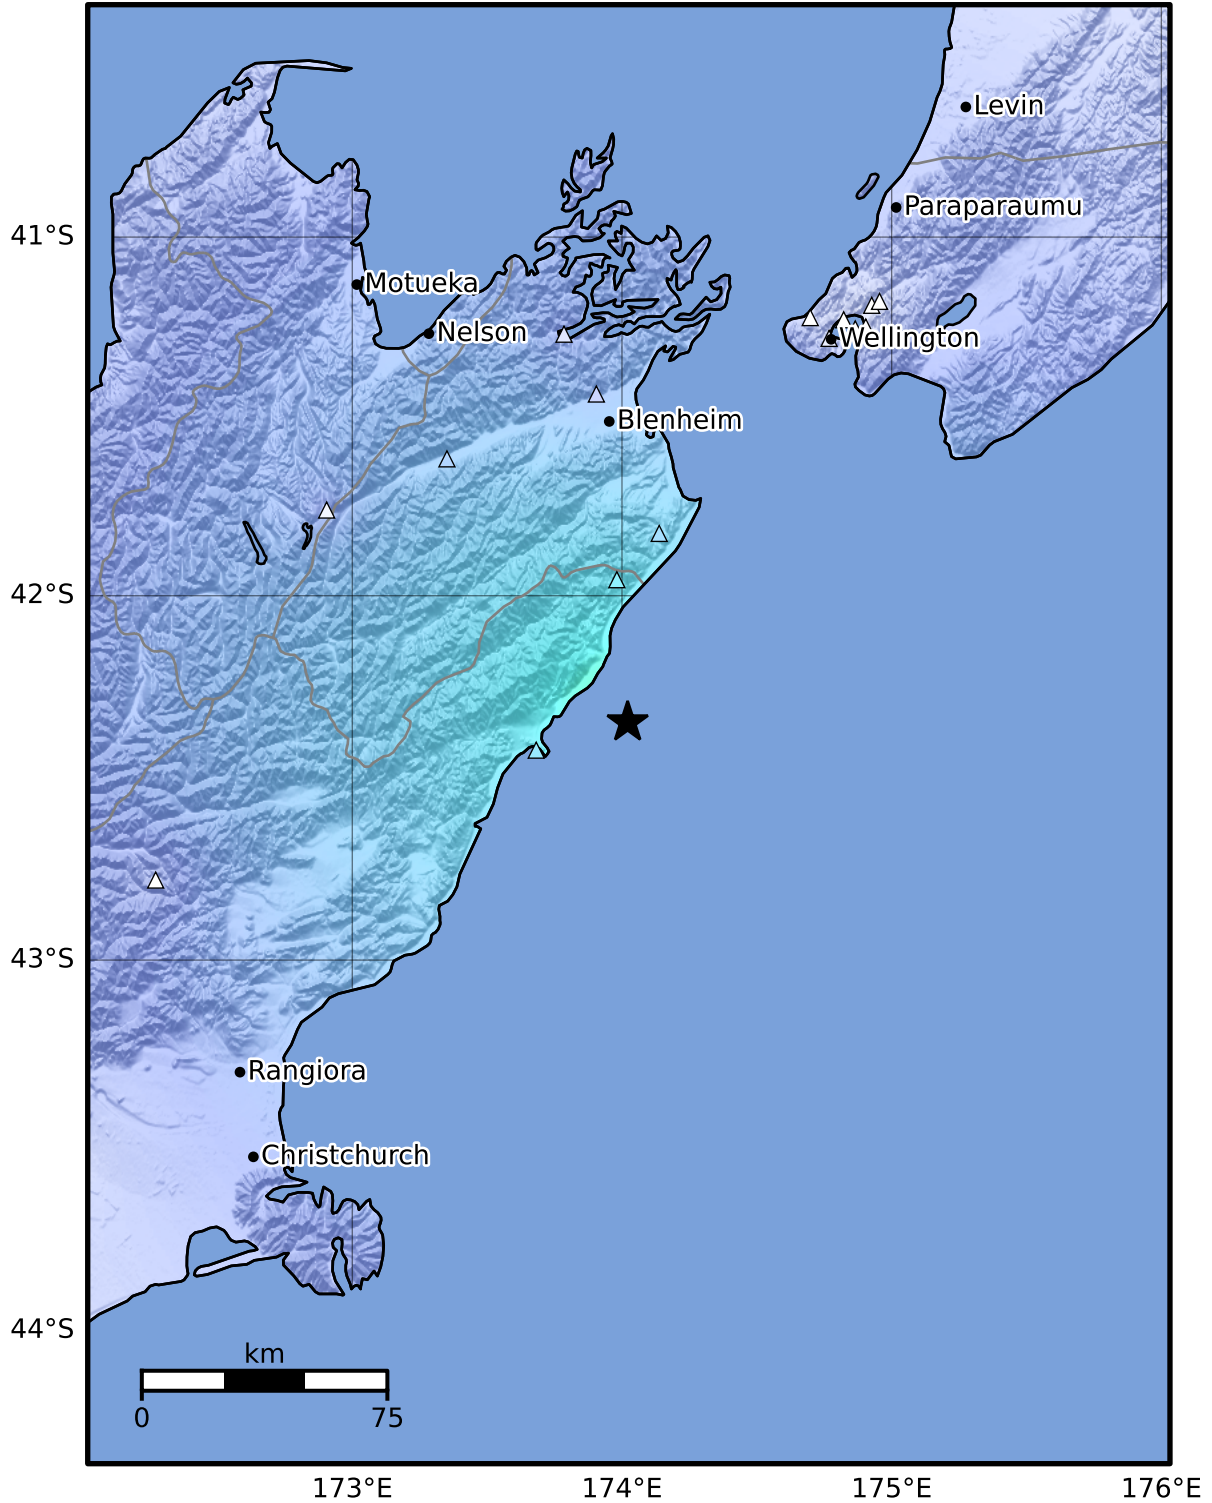 Levin
Paraparaumu
41°S
Motueka
Nelson
Wellington
Blenheim
42°S
43°S
Rangiora
Christchurch
44°S
km
0 75
173°E 174°E 175°E 176°E